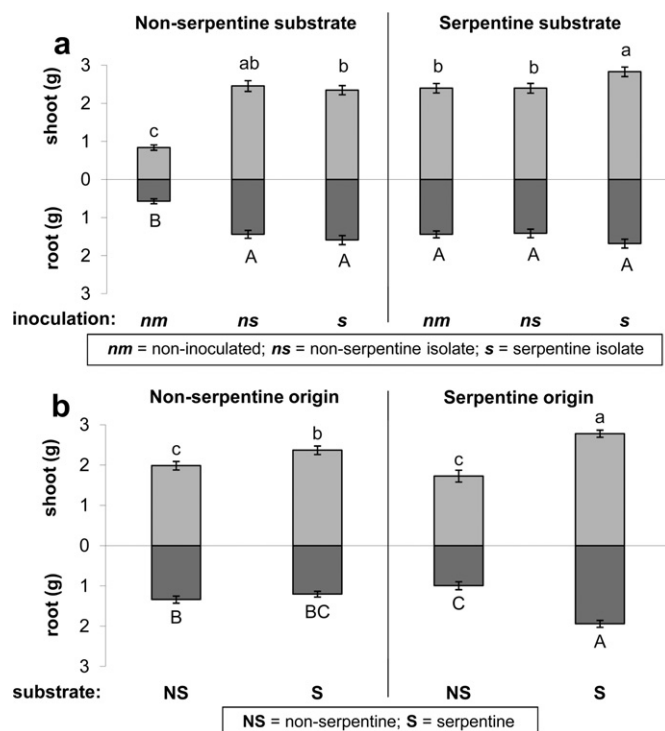 a
Non-serpentine substrate Serpentine substrate
shoot (g)
root (g)
3
2
1
0
1
2
3
c ab b b b a
B A A A A A
inoculation: nm ns s nm ns s
nm = non-inoculated; ns = non-serpentine isolate; s = serpentine isolate
b
Non-serpentine origin Serpentine origin
shoot (g)
root (g)
3
2
1
0
1
2
3
c b c a
B BC C A
substrate: NS S NS S
NS = non-serpentine; S = serpentine